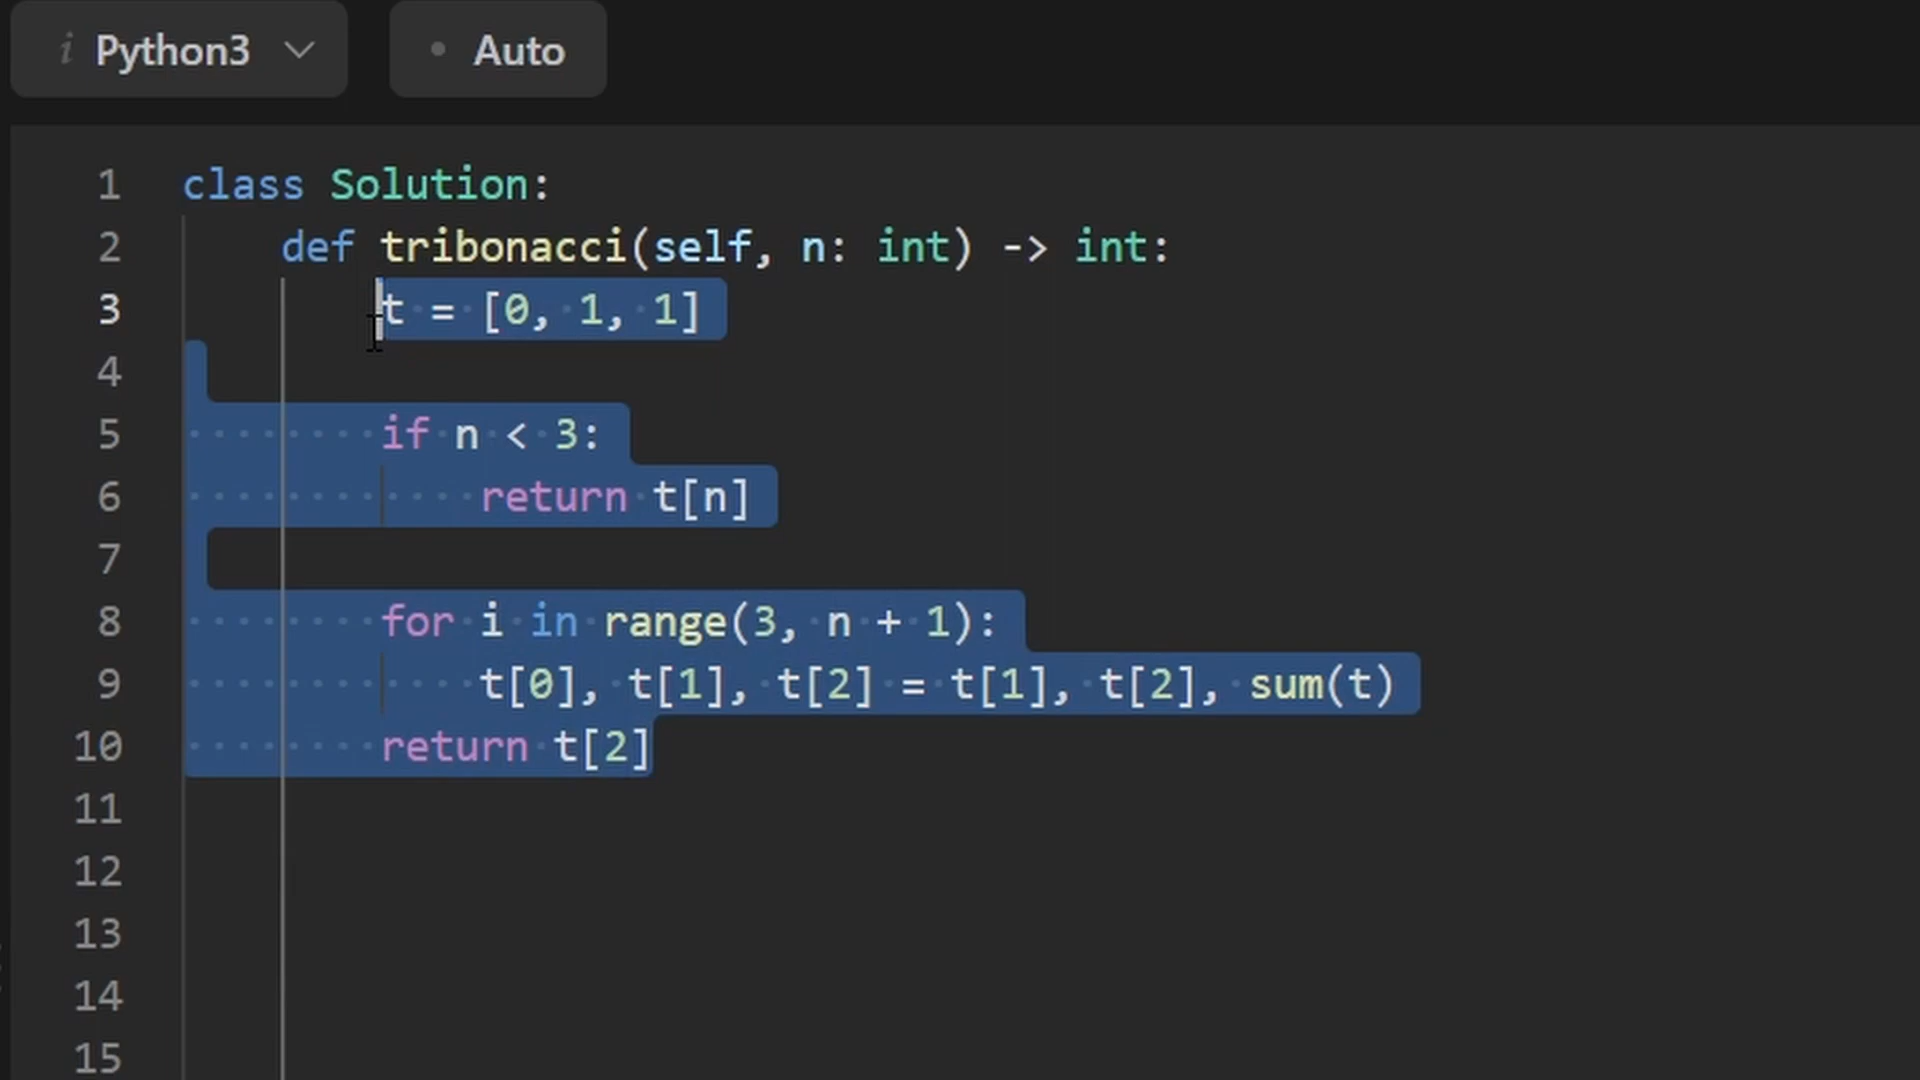 i Python3 Auto
1 class Solution:
2 def tribonacci(self, n: int) -> int:
3 t = [0, 1, 1]
4
5 if n < 3:
6 return t[n]
7
8 for i in range(3, n + 1):
9 t[0], t[1], t[2] = t[1], t[2], sum(t)
10 return t[2]
11
12
13
14
15